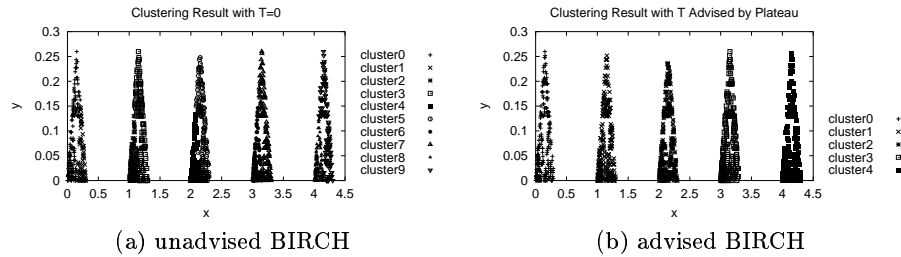 Clustering Result with T=0
0.3
0.25
0.2
0.15
0.1
0.05
0
y
0 0.5 1 1.5 2 2.5 3 3.5 4 4.5
x
cluster0
cluster1
cluster2
cluster3
cluster4
cluster5
cluster6
cluster7
cluster8
cluster9
(a) unadvised BIRCH
Clustering Result with T Advised by Plateau
0.3
0.25
0.2
0.15
0.1
0.05
0
y
0 0.5 1 1.5 2 2.5 3 3.5 4 4.5
x
cluster0
cluster1
cluster2
cluster3
cluster4
(b) advised BIRCH